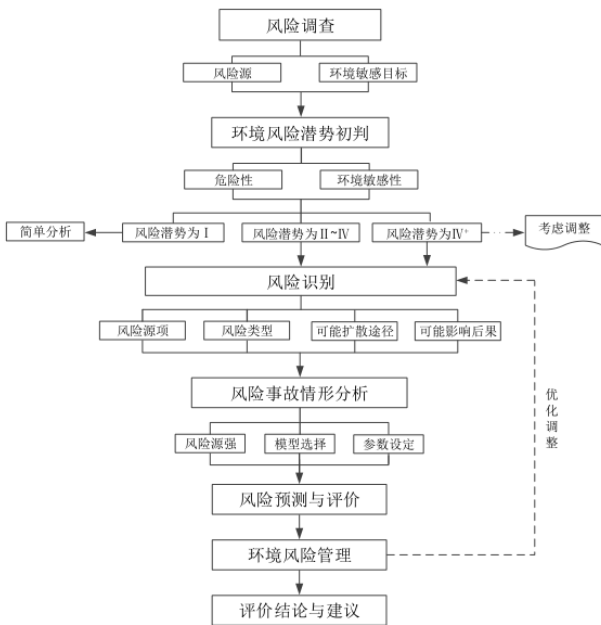 风险调查
风险源
环境敏感目标
环境风险潜势初判
危险性
环境敏感性
简单分析
风险潜势为Ⅰ
风险潜势为Ⅱ~Ⅳ
风险潜势为Ⅳ⁺
考虑调整
风险识别
风险源项
风险类型
可能扩散途径
可能影响后果
风险事故情形分析
优化调整
风险源强
模型选择
参数设定
风险预测与评价
环境风险管理
评价结论与建议